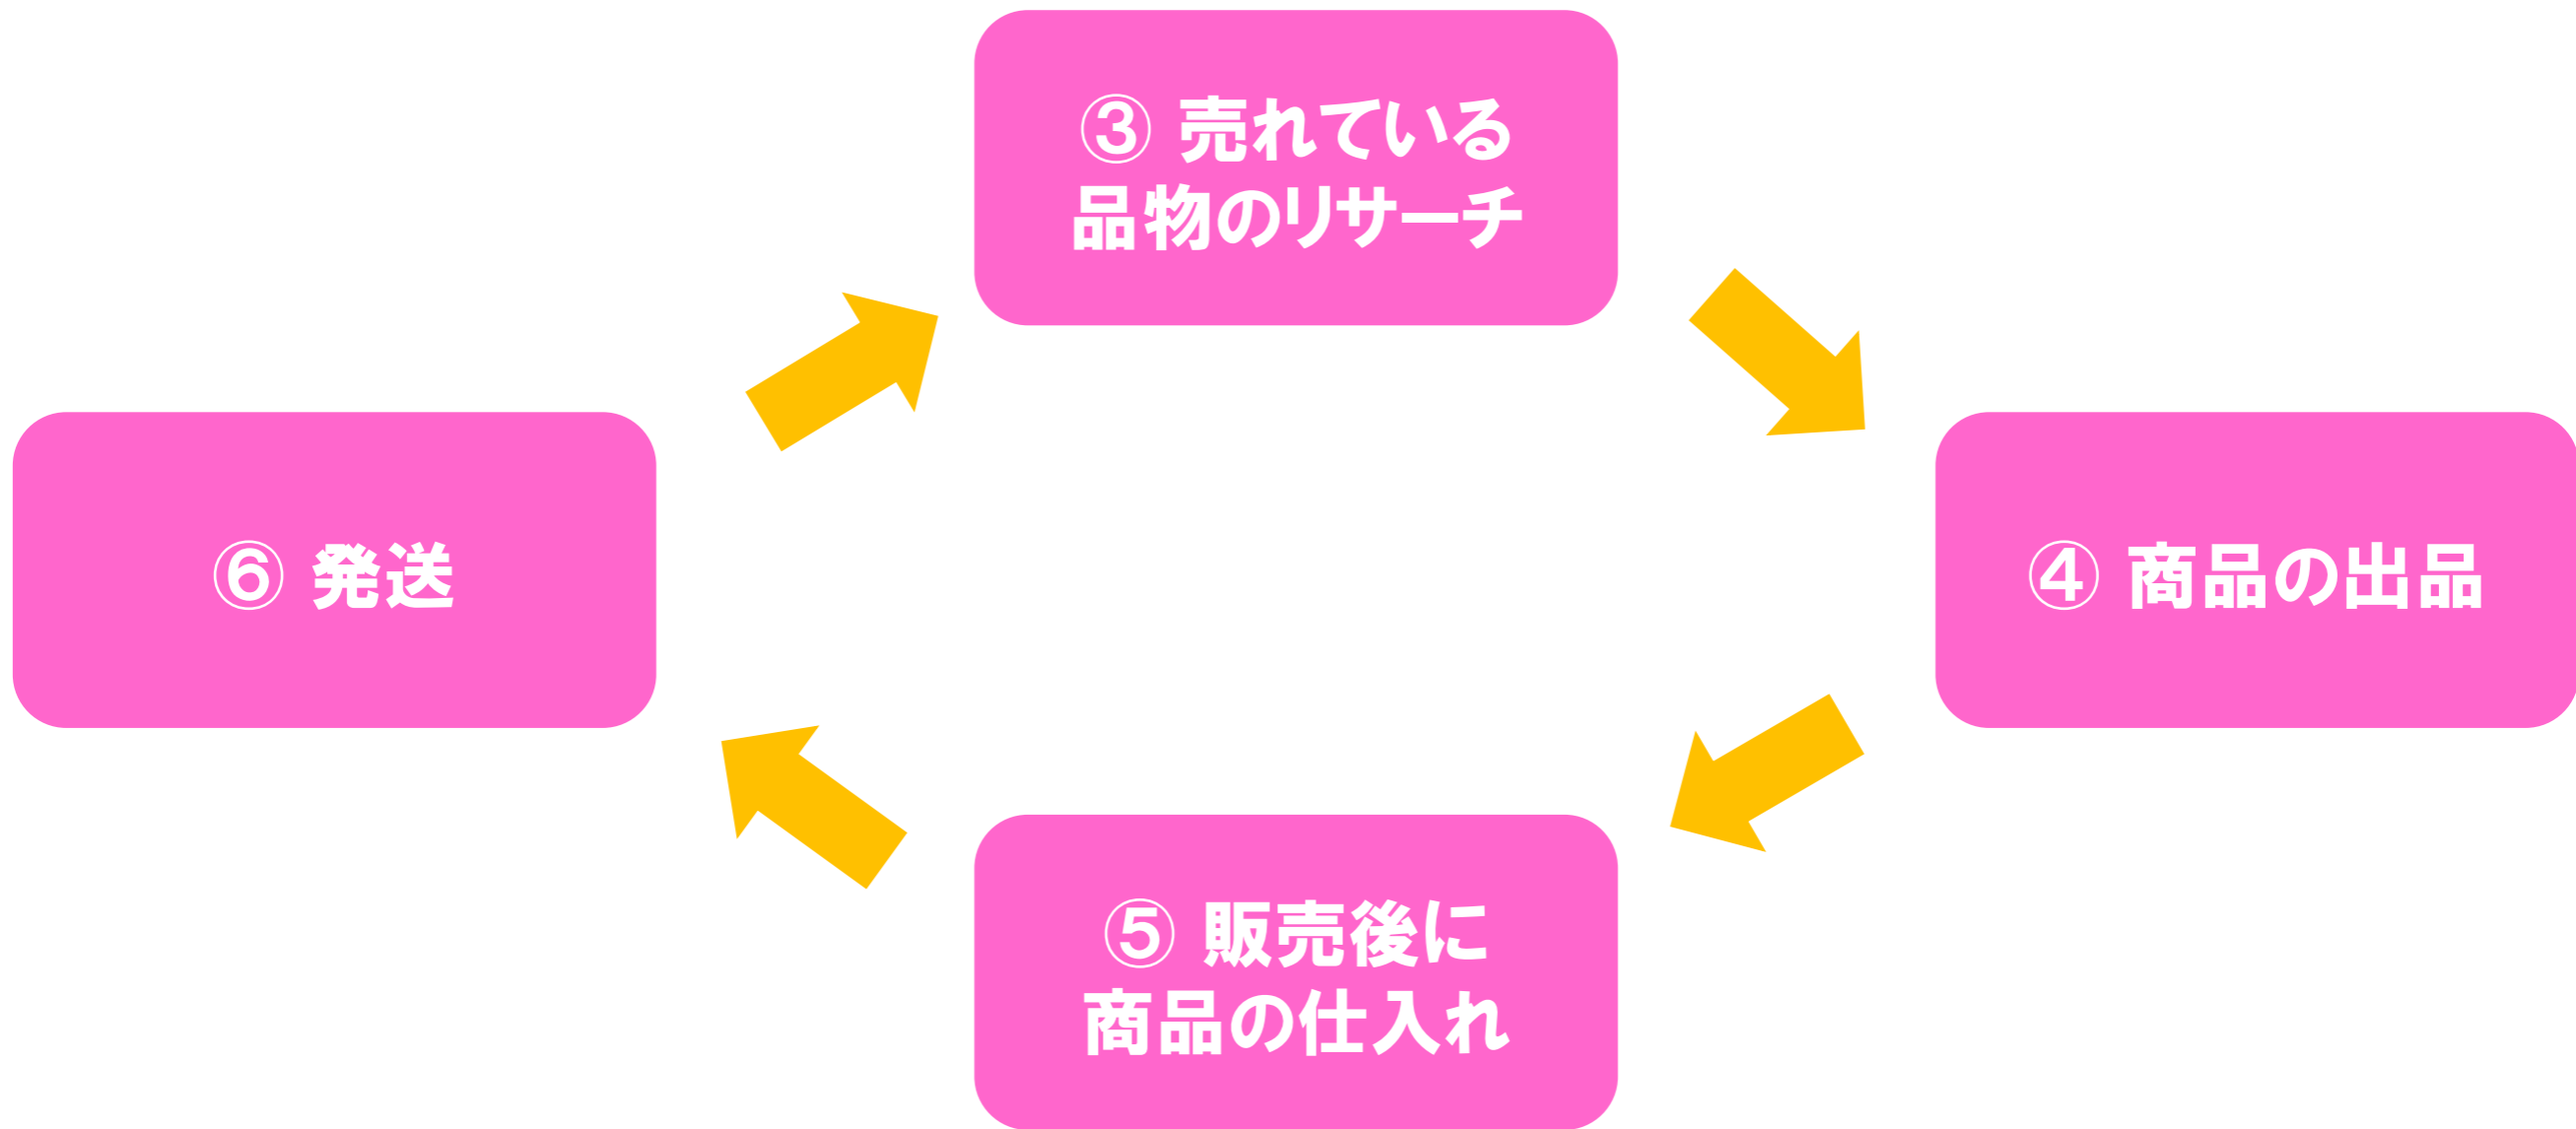 ③ 売れている
品物のリサーチ
④ 商品の出品
⑤ 販売後に
商品の仕入れ
⑥ 発送